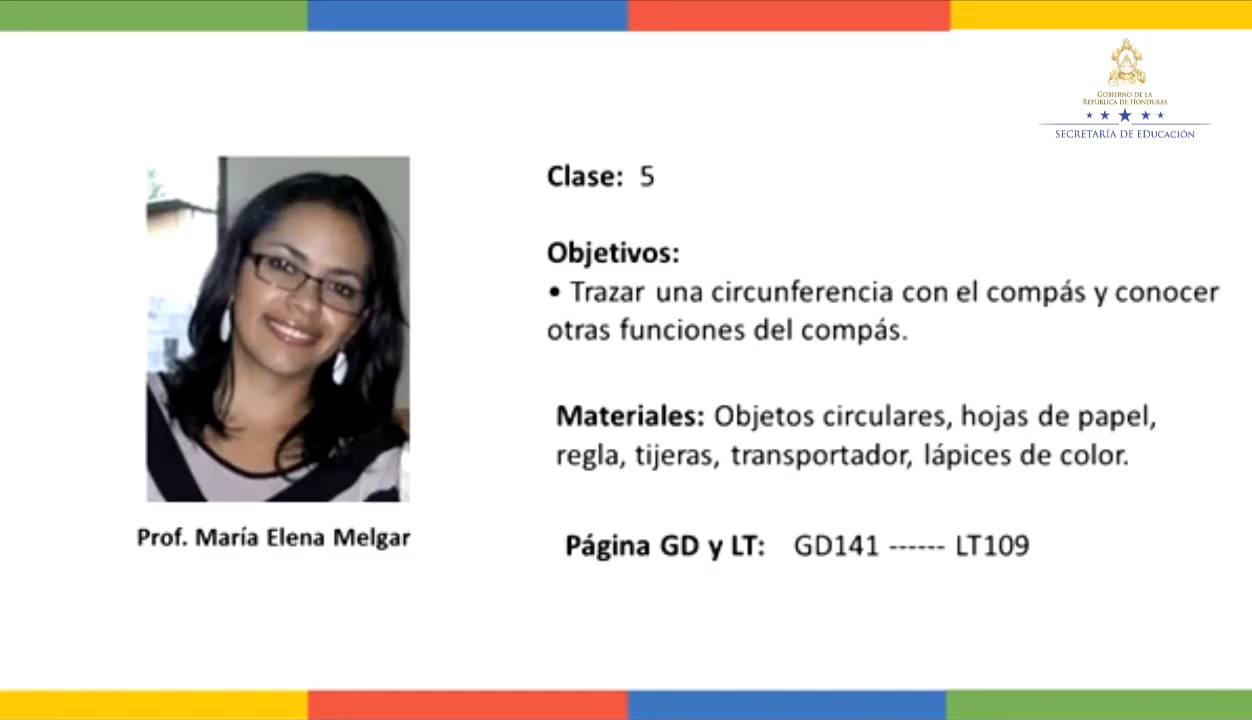 GOBIERNO DE LA
REPÚBLICA DE HONDURAS
SECRETARÍA DE EDUCACIÓN
Clase: 5
Objetivos:
• Trazar una circunferencia con el compás y conocer
otras funciones del compás.
Materiales: Objetos circulares, hojas de papel,
regla, tijeras, transportador, lápices de color.
Prof. María Elena Melgar
Página GD y LT: GD141 ------ LT109